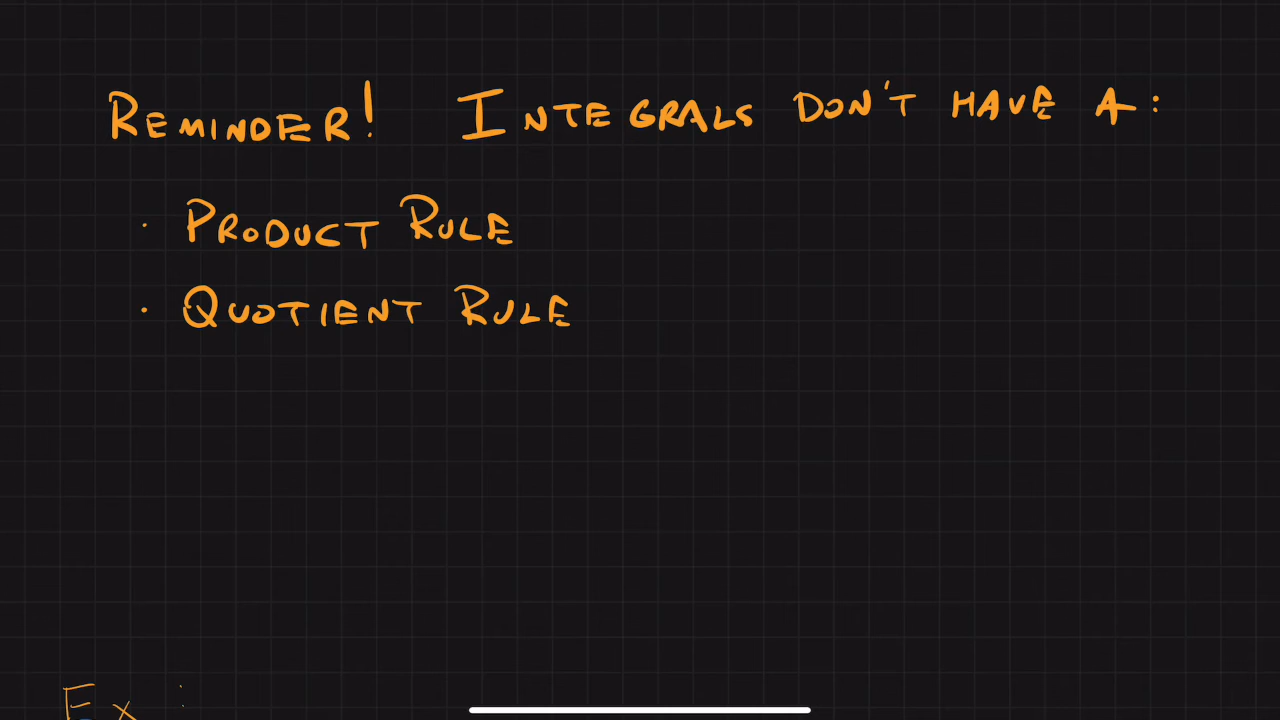 REMINDER! INTEGRALS DON'T HAVE A:
· PRODUCT RULE
· QUOTIENT RULE
Ex: